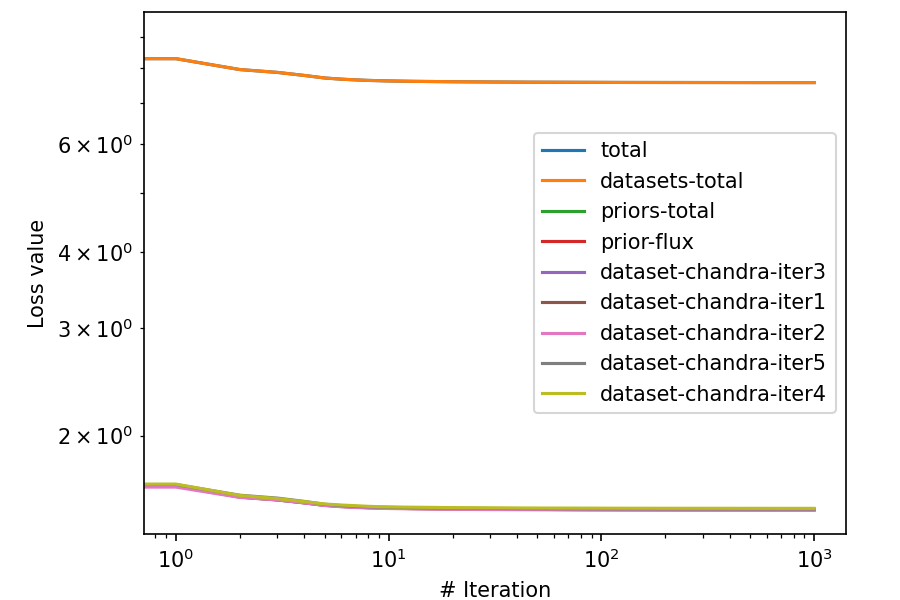 6 × 10⁰
4 × 10⁰
3 × 10⁰
2 × 10⁰
Loss value
total
datasets-total
priors-total
prior-flux
dataset-chandra-iter3
dataset-chandra-iter1
dataset-chandra-iter2
dataset-chandra-iter5
dataset-chandra-iter4
10⁰ 10¹ 10² 10³
# Iteration